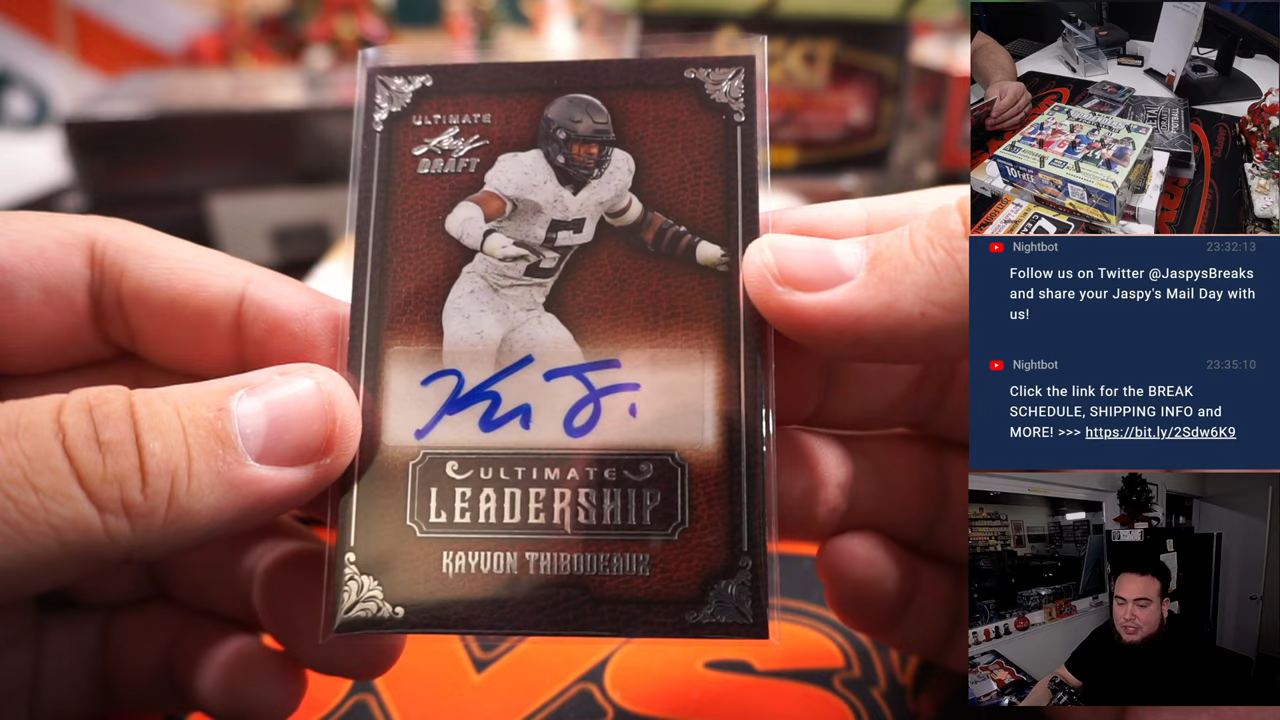 ULTIMATE
Leaf
DRAFT
5
ULTIMATE
LEADERSHIP
KAYVON THIBODEAUX
Nightbot 23:32:13
Follow us on Twitter @JaspysBreaks
and share your Jaspy's Mail Day with
us!
Nightbot 23:35:10
Click the link for the BREAK
SCHEDULE, SHIPPING INFO and
MORE! >>> https://bit.ly/2Sdw6K9